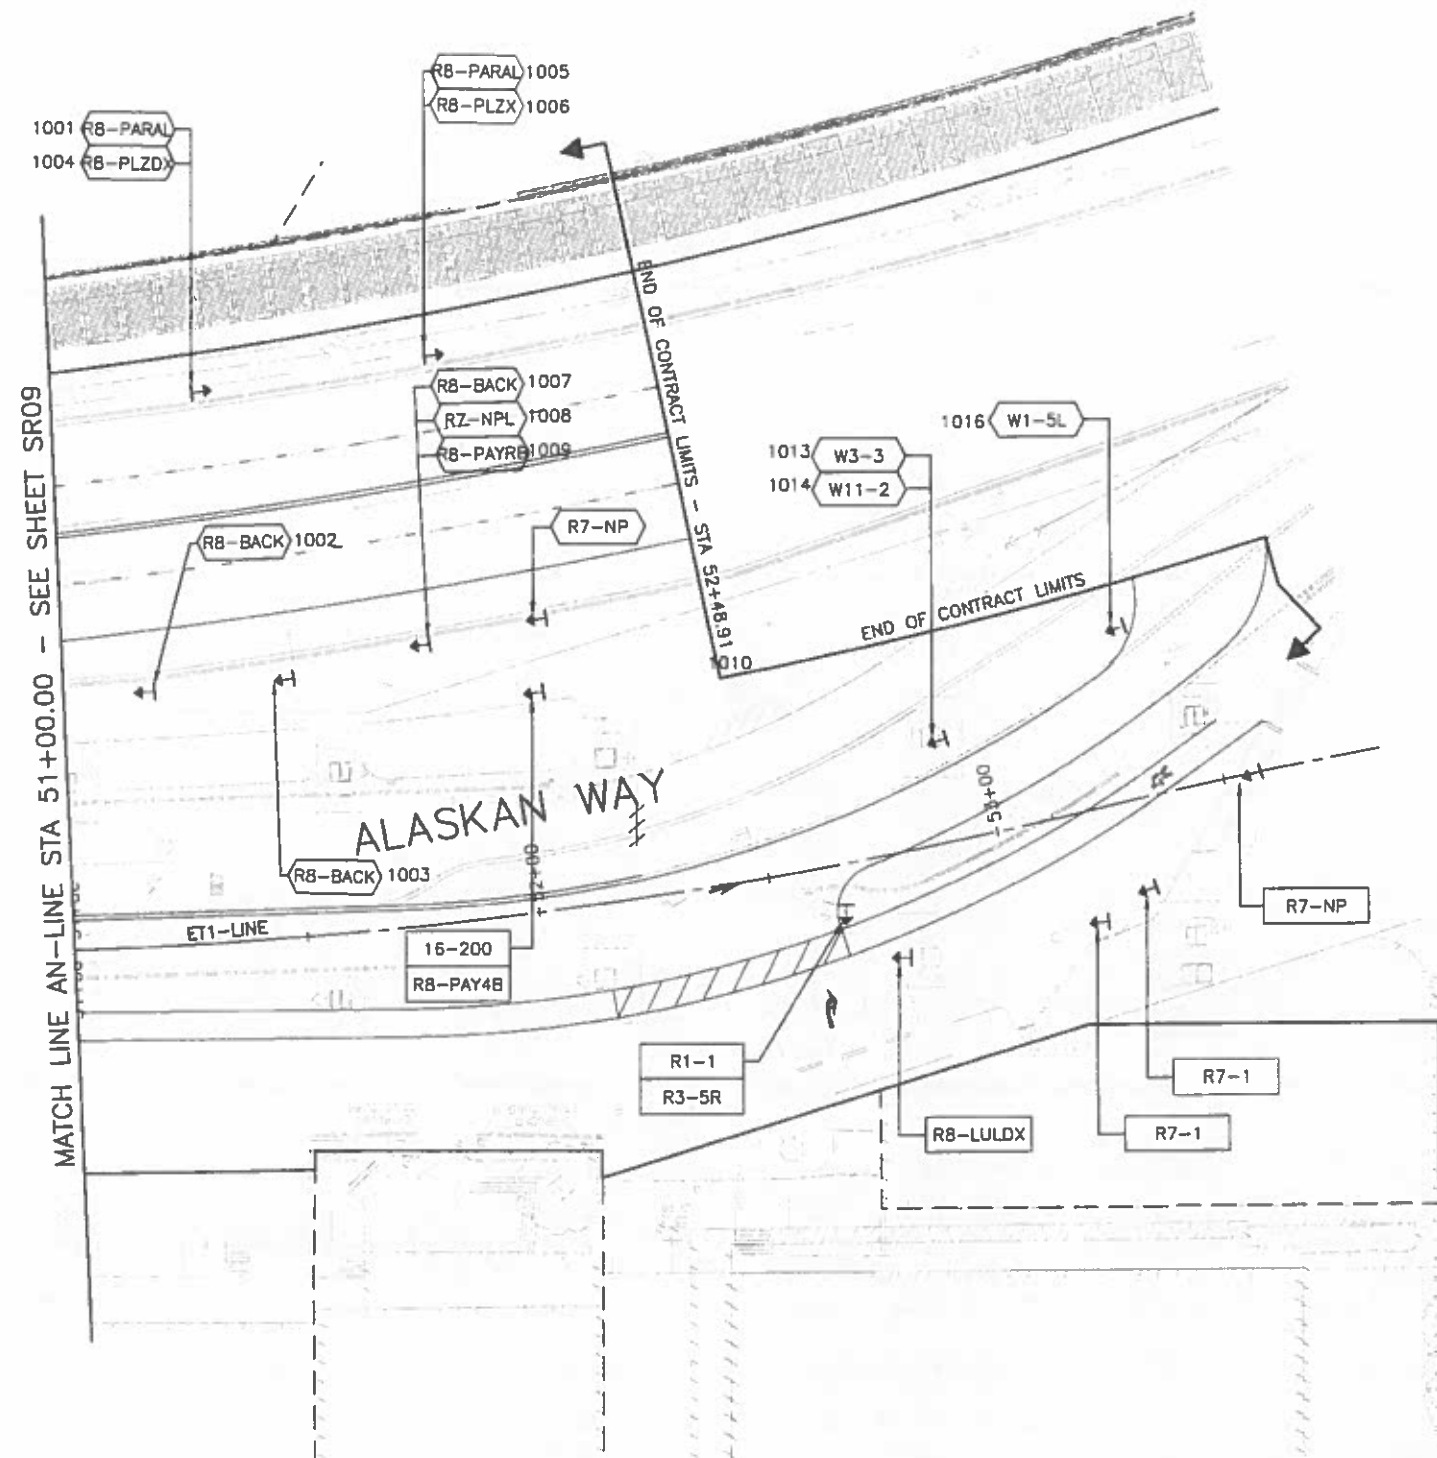 R8-PARAL 1005
R8-PLZX 1006
1001 R8-PARAL
1004 R8-PLZDX
END OF CONTRACT LIMITS - STA 52+48.91
R8-BACK 1007
RZ-NPL 1008
R8-PAYRE 1009
1016 W1-5L
1013 W3-3
1014 W11-2
R7-NP
R8-BACK 1002
END OF CONTRACT LIMITS
1010
MATCH LINE AN-LINE STA 51+00.00 - SEE SHEET SR09
ALASKAN WAY
53+00
52+00
R8-BACK 1003
ET1-LINE
R7-NP
16-200
R8-PAY4B
R1-1
R3-5R
R7-1
R8-LULDX
R7-1